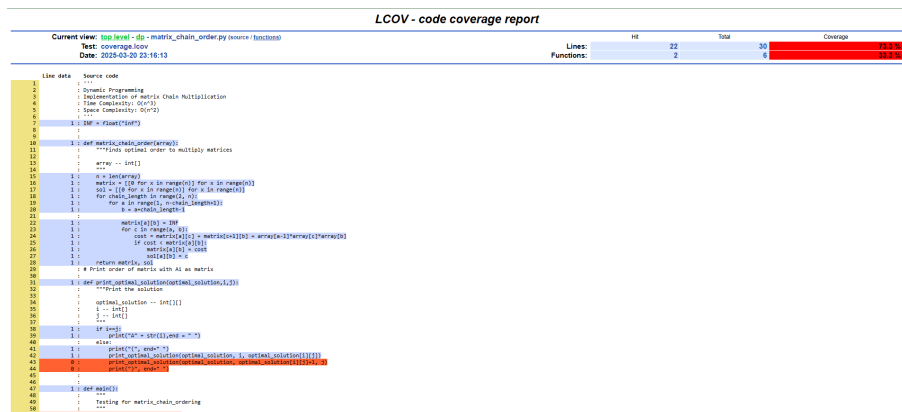 LCOV - code coverage report
Current view: top level - dp - matrix_chain_order.py (source / functions) Hit Total Coverage
Test: coverage.lcov Lines: 22 30 73.3 %
Date: 2025-03-20 23:16:13 Functions: 2 6 33.3 %
Line data Source code
1 : '''
2 : Dynamic Programming
3 : Implementation of matrix Chain Multiplication
4 : Time Complexity: O(n^3)
5 : Space Complexity: O(n^2)
6 : '''
7 1 : INF = float("inf")
8 :
9 :
10 1 : def matrix_chain_order(array):
11 : """Finds optimal order to multiply matrices
12 :
13 : array -- int[]
14 : """
15 1 : n = len(array)
16 1 : matrix = [[0 for x in range(n)] for x in range(n)]
17 1 : sol = [[0 for x in range(n)] for x in range(n)]
18 1 : for chain_length in range(2, n):
19 1 : for a in range(1, n-chain_length+1):
20 1 : b = a+chain_length-1
21 :
22 1 : matrix[a][b] = INF
23 1 : for c in range(a, b):
24 1 : cost = matrix[a][c] + matrix[c+1][b] + array[a-1]*array[c]*array[b]
25 1 : if cost < matrix[a][b]:
26 1 : matrix[a][b] = cost
27 1 : sol[a][b] = c
28 1 : return matrix, sol
29 : # Print order of matrix with Ai as matrix
30 :
31 1 : def print_optimal_solution(optimal_solution,i,j):
32 : """Print the solution
33 :
34 : optimal_solution -- int[][]
35 : i -- int[]
36 : j -- int[]
37 : """
38 1 : if i==j:
39 1 : print("A" + str(i),end = " ")
40 : else:
41 1 : print("(", end=" ")
42 1 : print_optimal_solution(optimal_solution, i, optimal_solution[i][j])
43 0 : print_optimal_solution(optimal_solution, optimal_solution[i][j]+1, j)
44 0 : print(")", end=" ")
45 :
46 :
47 1 : def main():
48 : """
49 : Testing for matrix_chain_ordering
50 : """